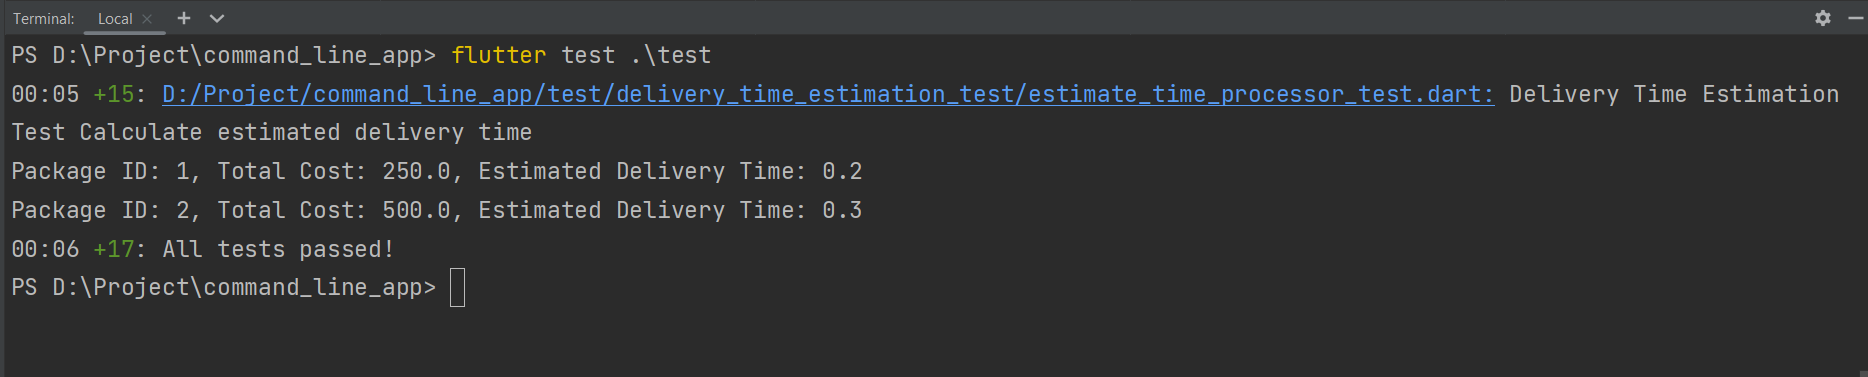 Terminal: Local
PS D:\Project\command_line_app> flutter test .\test
00:05 +15: D:/Project/command_line_app/test/delivery_time_estimation_test/estimate_time_processor_test.dart: Delivery Time Estimation
Test Calculate estimated delivery time
Package ID: 1, Total Cost: 250.0, Estimated Delivery Time: 0.2
Package ID: 2, Total Cost: 500.0, Estimated Delivery Time: 0.3
00:06 +17: All tests passed!
PS D:\Project\command_line_app>